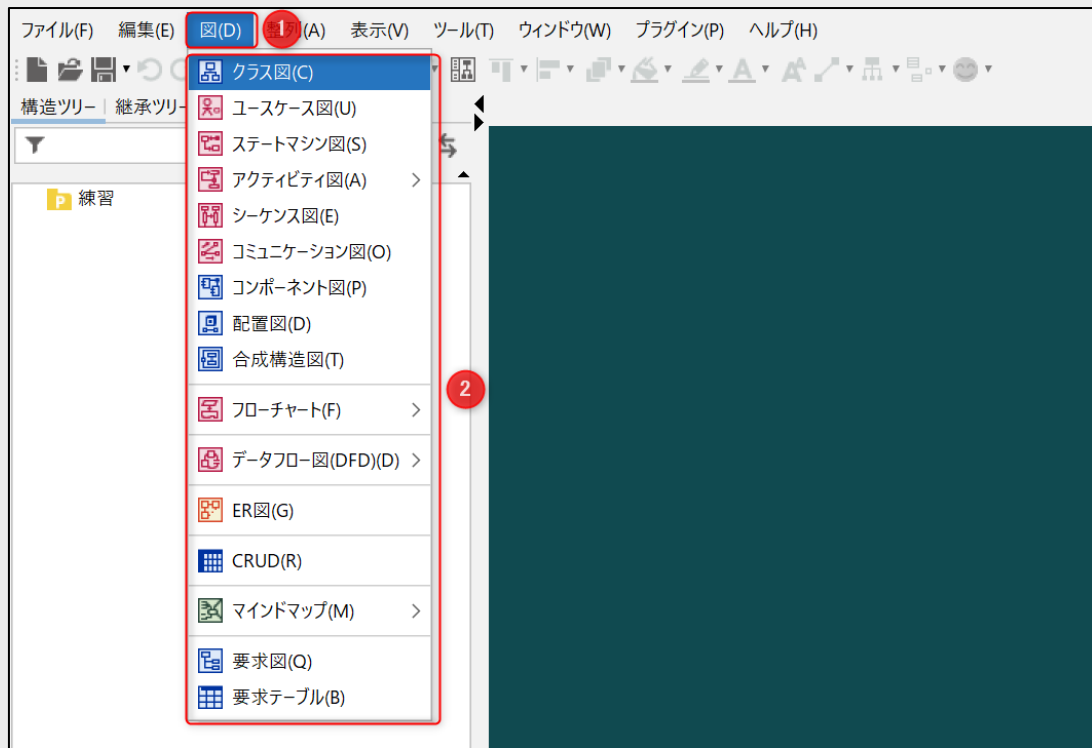 ファイル(F) 編集(E) 図(D) 1 列(A) 表示(V) ツール(T) ウィンドウ(W) プラグイン(P) ヘルプ(H)
構造ツリー 継承ツリ
クラス図(C)
ユースケース図(U)
ステートマシン図(S)
アクティビティ図(A)
練習
シーケンス図(E)
コミュニケーション図(O)
コンポーネント図(P)
配置図(D)
合成構造図(T)
2
フローチャート(F)
データフロー図(DFD)(D)
ER図(G)
CRUD(R)
マインドマップ(M)
要求図(Q)
要求テーブル(B)